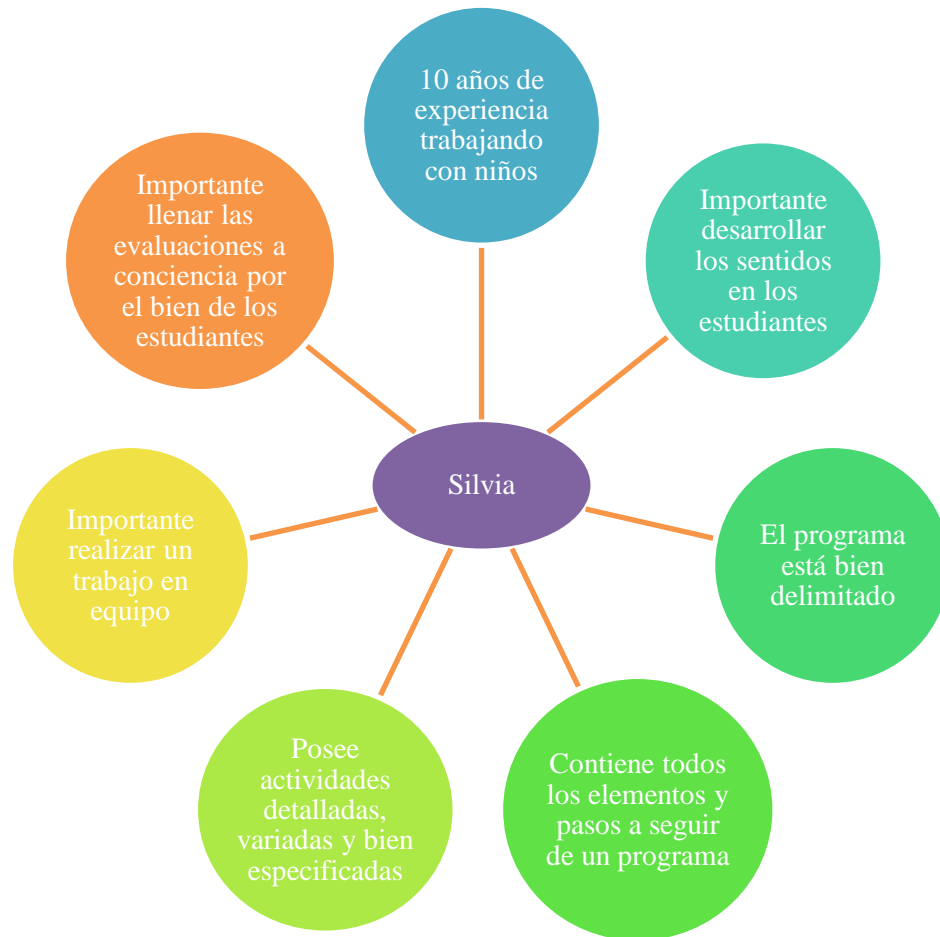 10 años de
experiencia
trabajando
con niños
Importante
desarrollar
los sentidos
en los
estudiantes
El programa
está bien
delimitado
Contiene todos
los elementos y
pasos a seguir
de un programa
Posee
actividades
detalladas,
variadas y bien
especificadas
Importante
realizar un
trabajo en
equipo
Importante
llenar las
evaluaciones a
conciencia por
el bien de los
estudiantes
Silvia